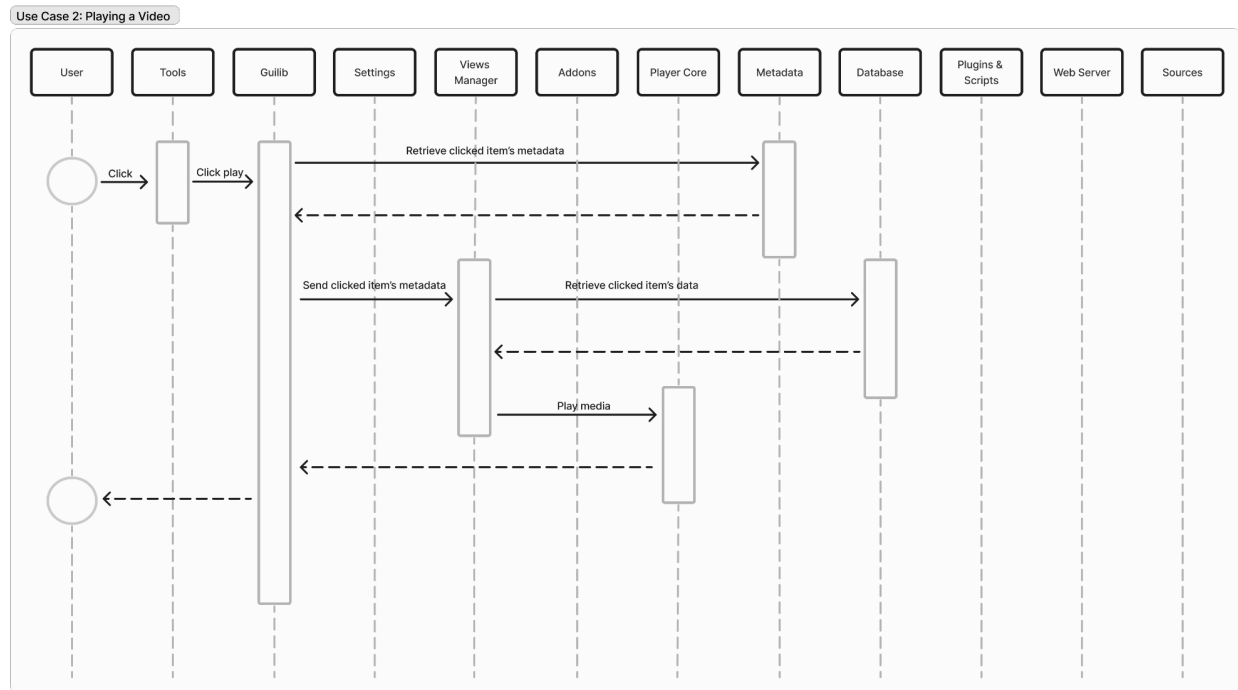 Use Case 2: Playing a Video
User
Tools
Guilib
Settings
Views
Manager
Addons
Player Core
Metadata
Database
Plugins &
Scripts
Web Server
Sources
Retrieve clicked item's metadata
Click
Click play
Send clicked item's metadata
Retrieve clicked item's data
Play media